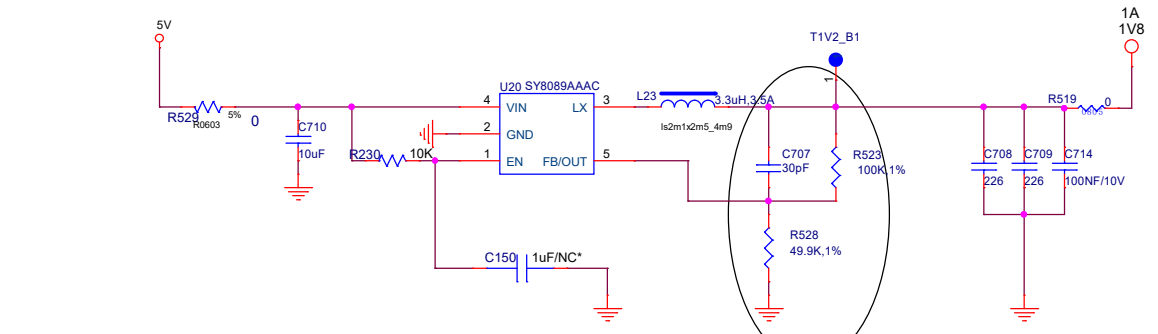 5V
1A
1V8
T1V2_B1
1
U20 SY8089AAAC
4 VIN LX 3
2 GND
1 EN FB/OUT 5
R529
R0603
5%
0
C710
10uF
R230
10K
C150
1uF/NC*
L23
3.3uH,3.5A
ls2m1x2m5_4m9
C707
30pF
R523
100K,1%
R528
49.9K,1%
C708
226
C709
226
C714
100NF/10V
R519
0